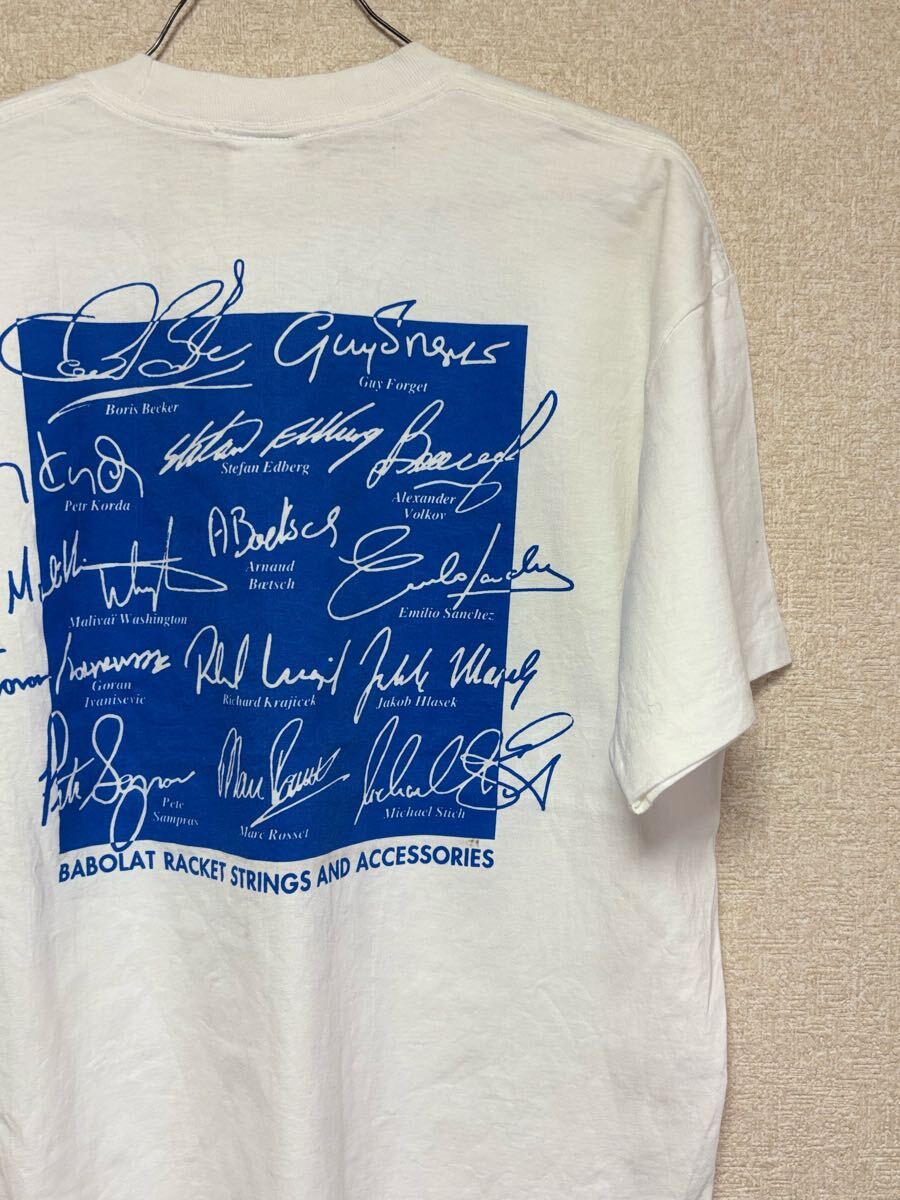 Guy Forget
Boris Becker
Stefan Edberg
Petr Korda
Alexander
Volkov
Arnaud
Bœtsch
Malivaï Washington
Emilio Sanchez
Goran
Ivanisevic
Richard Krajicek
Jakob Hlasek
Pete
Sampras
Marc Rosset
Michael Stich
BABOLAT RACKET STRINGS AND ACCESSORIES